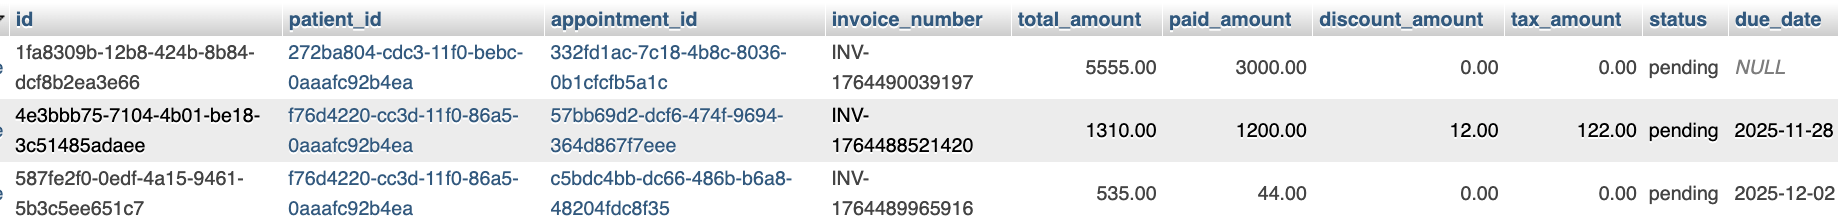 id patient_id appointment_id invoice_number total_amount paid_amount discount_amount tax_amount status due_date
1fa8309b-12b8-424b-8b84- 272ba804-cdc3-11f0-bebc- 332fd1ac-7c18-4b8c-8036- INV-
5555.00 3000.00 0.00 0.00 pending NULL
dcf8b2ea3e66 0aaafc92b4ea 0b1cfcfb5a1c 1764490039197
4e3bbb75-7104-4b01-be18- f76d4220-cc3d-11f0-86a5- 57bb69d2-dcf6-474f-9694- INV-
1310.00 1200.00 12.00 122.00 pending 2025-11-28
3c51485adaee 0aaafc92b4ea 364d867f7eee 1764488521420
587fe2f0-0edf-4a15-9461- f76d4220-cc3d-11f0-86a5- c5bdc4bb-dc66-486b-b6a8- INV-
535.00 44.00 0.00 0.00 pending 2025-12-02
5b3c5ee651c7 0aaafc92b4ea 48204fdc8f35 1764489965916